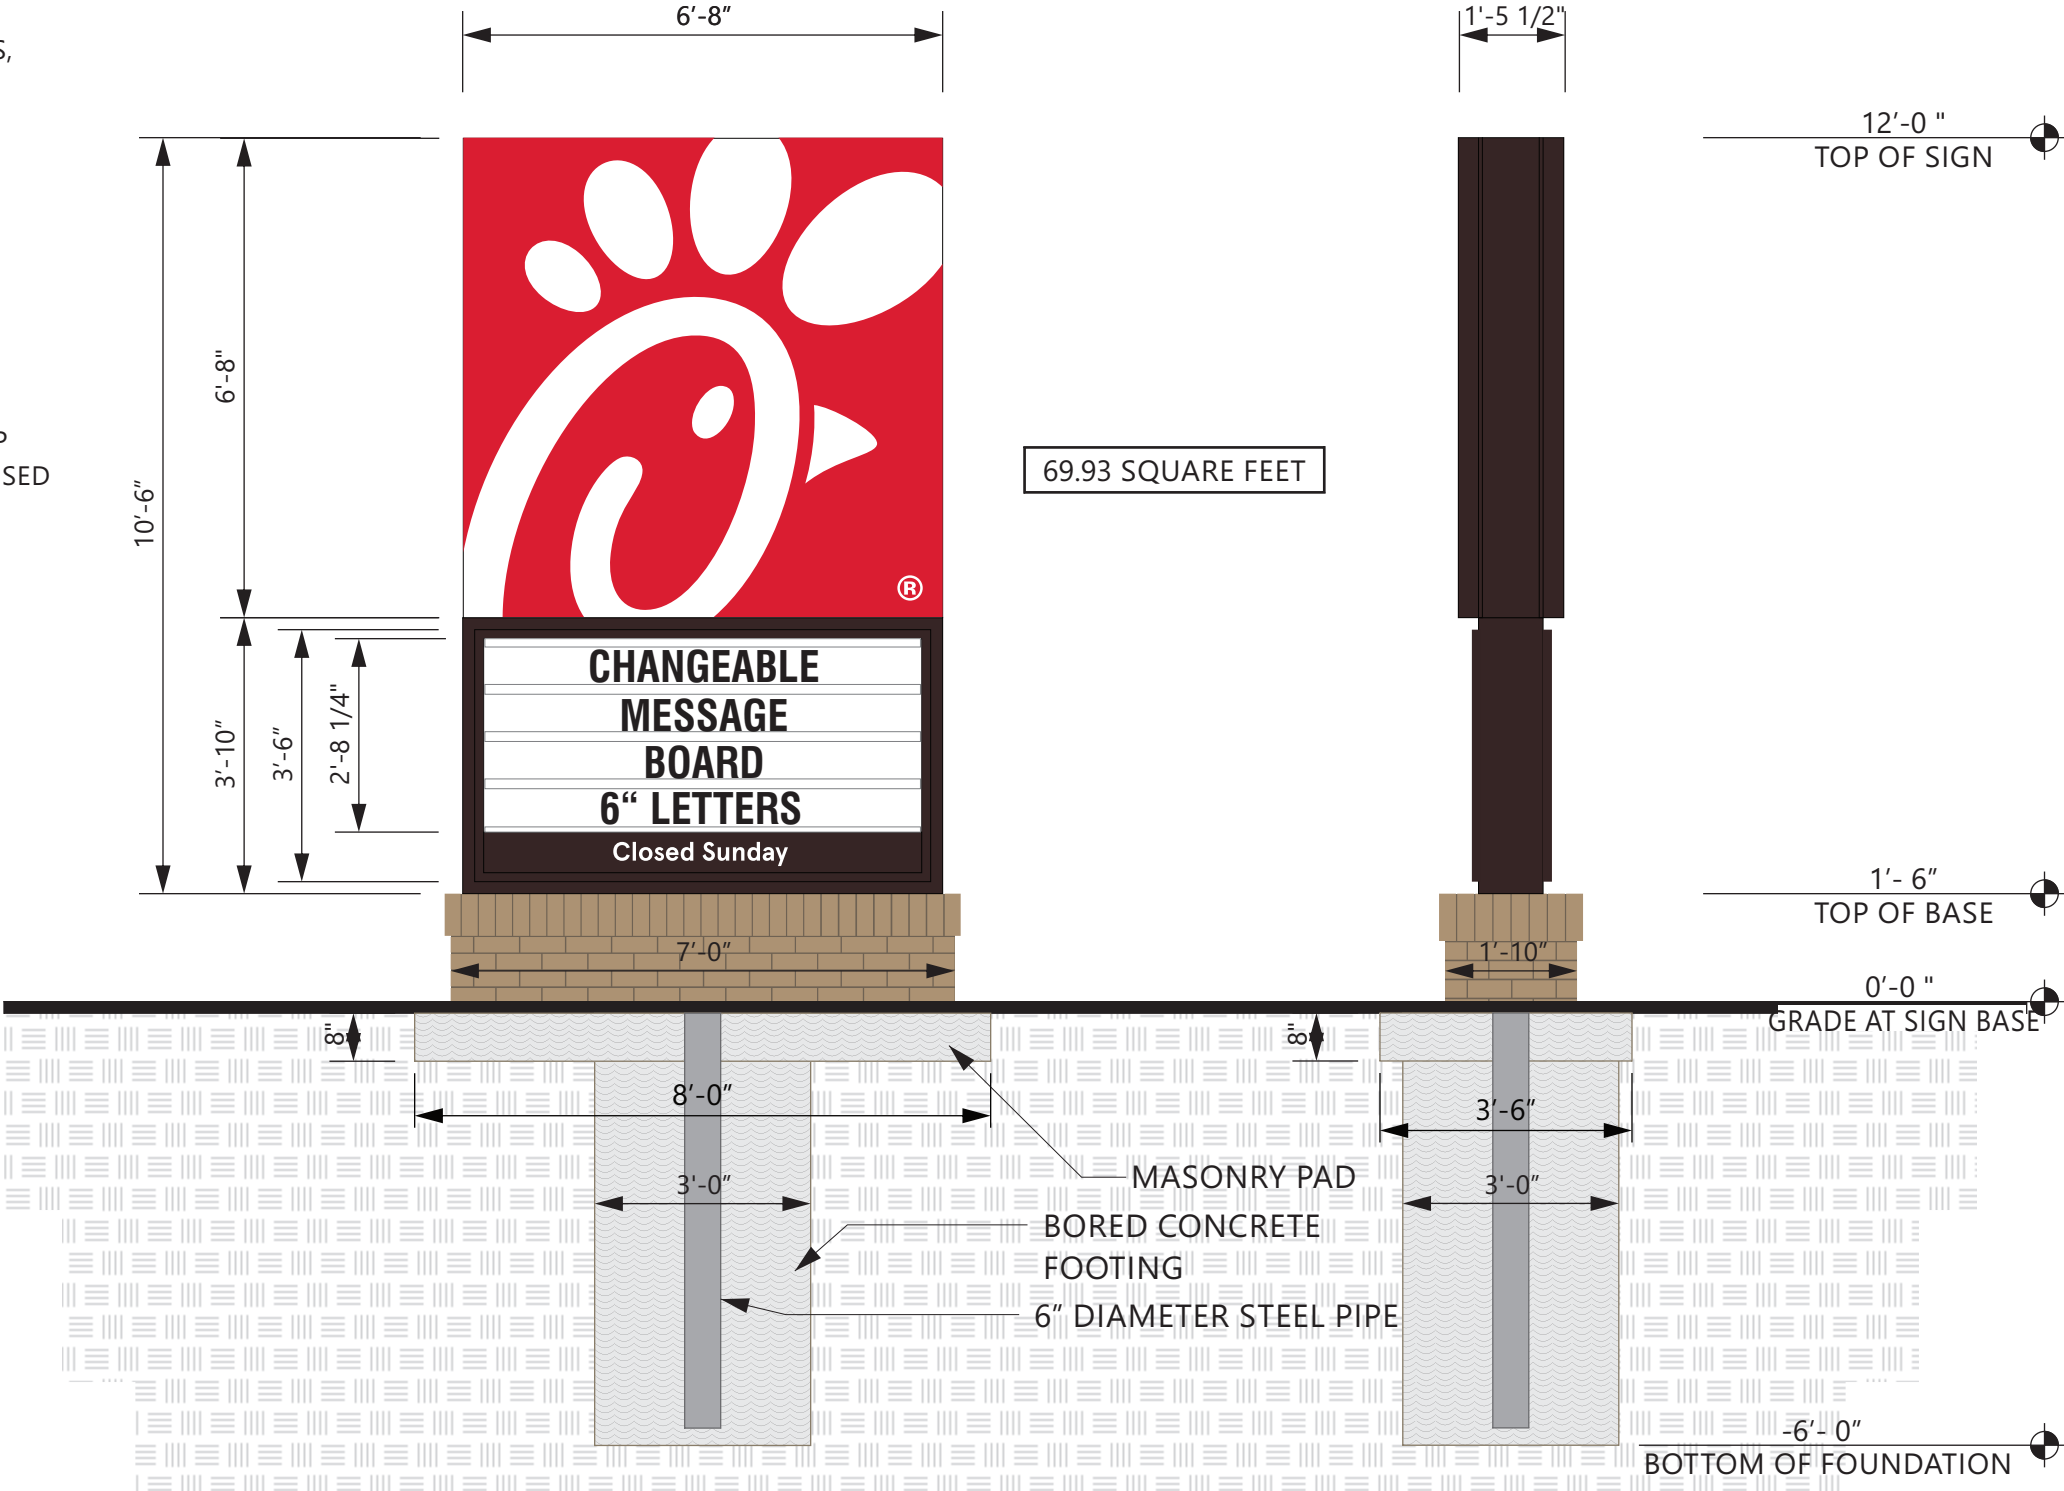 6'-8"
1'-5 1/2"
S,
12'-0 "
TOP OF SIGN
6'-8"
P
SED
10'-6"
69.93 SQUARE FEET
®
CHANGEABLE
MESSAGE
BOARD
6“ LETTERS
Closed Sunday
3'-10"
3'-6"
2'-8 1/4"
1'- 6"
TOP OF BASE
7'-0"
1'-10"
0'-0 "
GRADE AT SIGN BASE
8"
8"
8'-0"
3'-6"
MASONRY PAD
3'-0"
3'-0"
BORED CONCRETE
FOOTING
6" DIAMETER STEEL PIPE
-6'- 0"
BOTTOM OF FOUNDATION